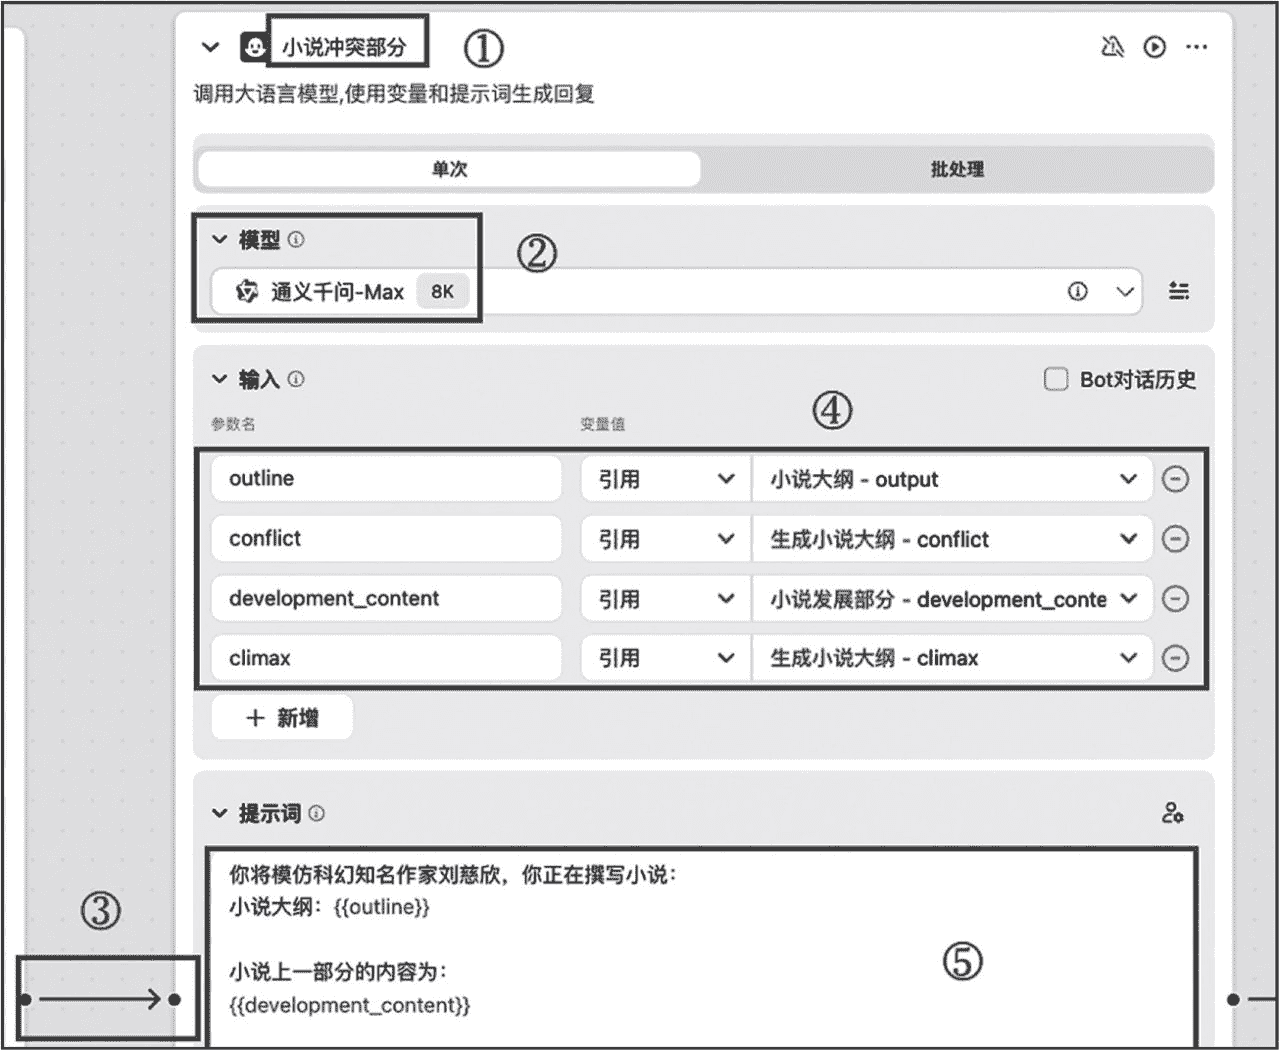 小说冲突部分 ①
调用大语言模型,使用变量和提示词生成回复
单次 批处理
模型 ②
通义千问-Max 8K
输入 Bot对话历史
参数名 变量值 ④
outline 引用 小说大纲 - output
conflict 引用 生成小说大纲 - conflict
development_content 引用 小说发展部分 - development_conte
climax 引用 生成小说大纲 - climax
+ 新增
提示词
你将模仿科幻知名作家刘慈欣，你正在撰写小说：
小说大纲：{{outline}}
③
⑤
小说上一部分的内容为：
{{development_content}}